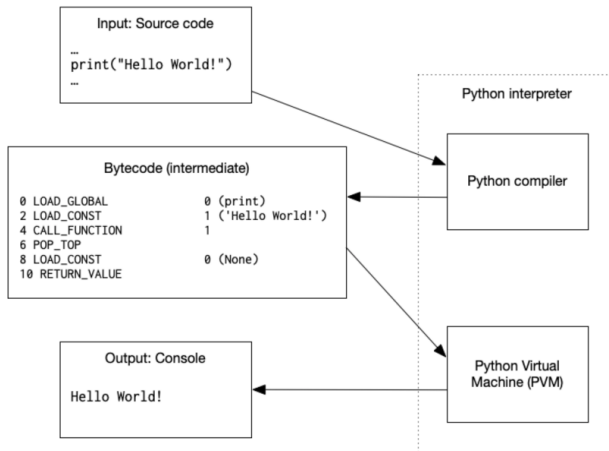 Input: Source code
…
print("Hello World!")
…
Python interpreter
Python compiler
Bytecode (intermediate)
0 LOAD_GLOBAL 0 (print)
2 LOAD_CONST 1 ('Hello World!')
4 CALL_FUNCTION 1
6 POP_TOP
8 LOAD_CONST 0 (None)
10 RETURN_VALUE
Python Virtual
Machine (PVM)
Output: Console
Hello World!